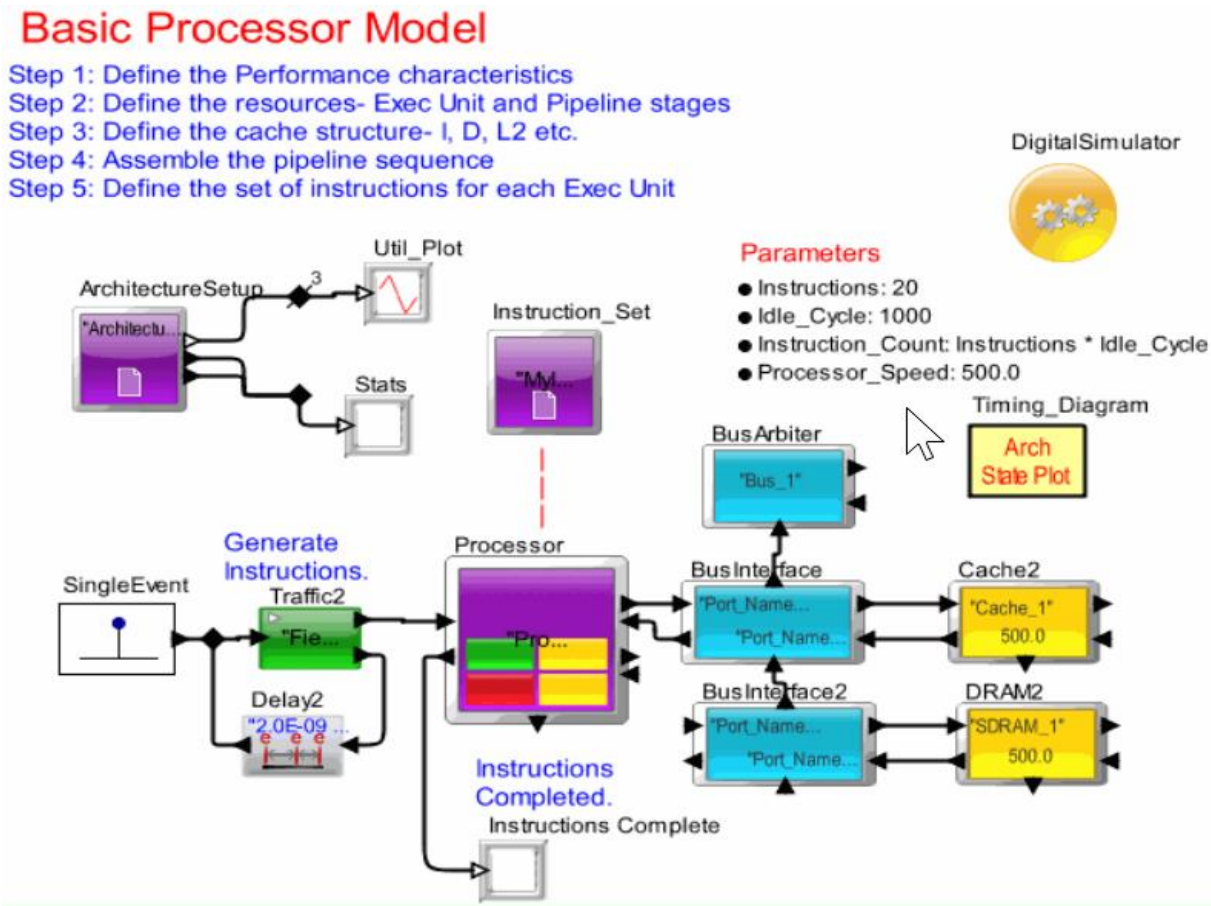 Basic Processor Model
Step 1: Define the Performance characteristics
Step 2: Define the resources- Exec Unit and Pipeline stages
Step 3: Define the cache structure- I, D, L2 etc.
Step 4: Assemble the pipeline sequence
Step 5: Define the set of instructions for each Exec Unit
DigitalSimulator
Util_Plot
3
ArchitectureSetup
"Architectu...
Stats
Instruction_Set
"MyI...
Parameters
● Instructions: 20
● Idle_Cycle: 1000
● Instruction_Count: Instructions * Idle_Cycle
● Processor_Speed: 500.0
Timing_Diagram
Arch
State Plot
BusArbiter
"Bus_1"
Generate
Instructions.
SingleEvent
Traffic2
"Fie...
Delay2
"2.0E-09 ...
e e e
Processor
"Pro...
BusInterface
"Port_Name...
"Port_Name...
Cache2
"Cache_1"
500.0
BusInterface2
"Port_Name...
"Port_Name...
DRAM2
"SDRAM_1"
500.0
Instructions
Completed.
Instructions Complete